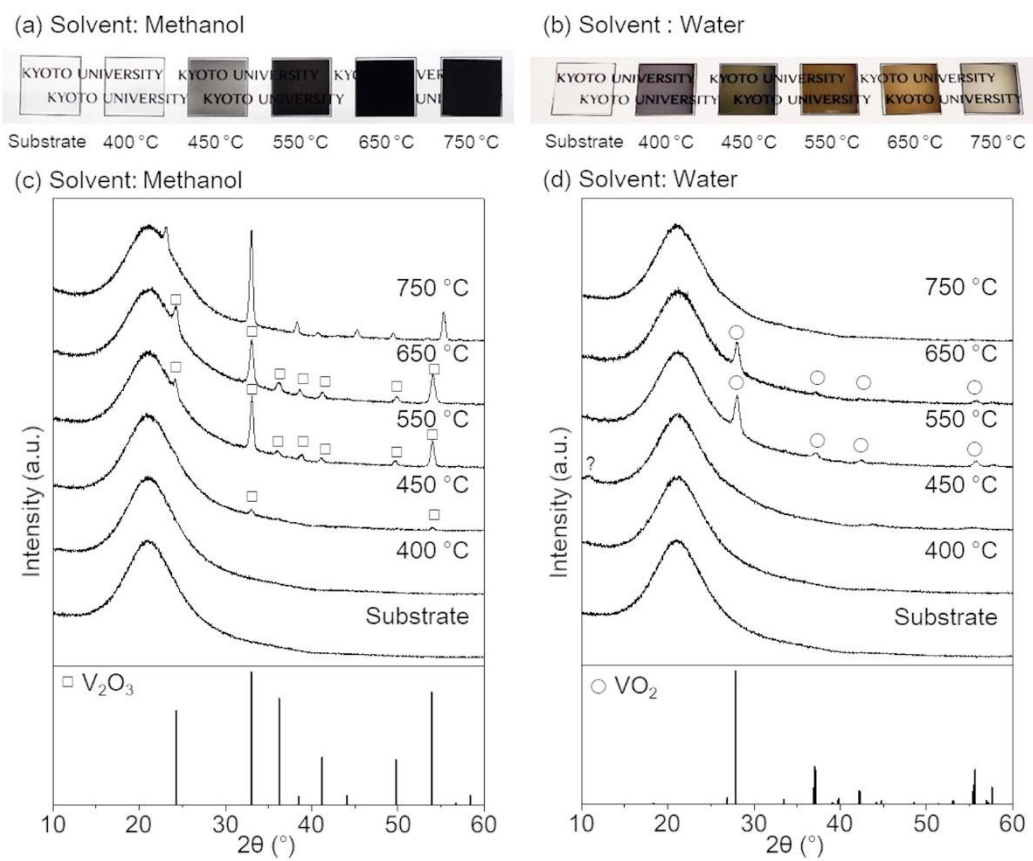 (a) Solvent: Methanol
KYOTO UNIVERSITY KYOTO UNIVERSITY KYOTO UNIVERSITY
KYOTO UNIVERSITY KYOTO UNIVERSITY UNIVERSITY
Substrate 400 °C 450 °C 550 °C 650 °C 750 °C
(b) Solvent : Water
KYOTO UNIVERSITY KYOTO UNIVERSITY KYOTO UNIVERSITY
KYOTO UNIVERSITY KYOTO UNIVERSITY KYOTO UNIVERSITY
Substrate 400 °C 450 °C 550 °C 650 °C 750 °C
(c) Solvent: Methanol
Intensity (a.u.)
750 °C
650 °C
550 °C
450 °C
400 °C
Substrate
□ V₂O₃
10 20 30 40 50 60
2θ (°)
(d) Solvent: Water
Intensity (a.u.)
750 °C
650 °C
550 °C
?
450 °C
400 °C
Substrate
○ VO₂
10 20 30 40 50 60
2θ (°)